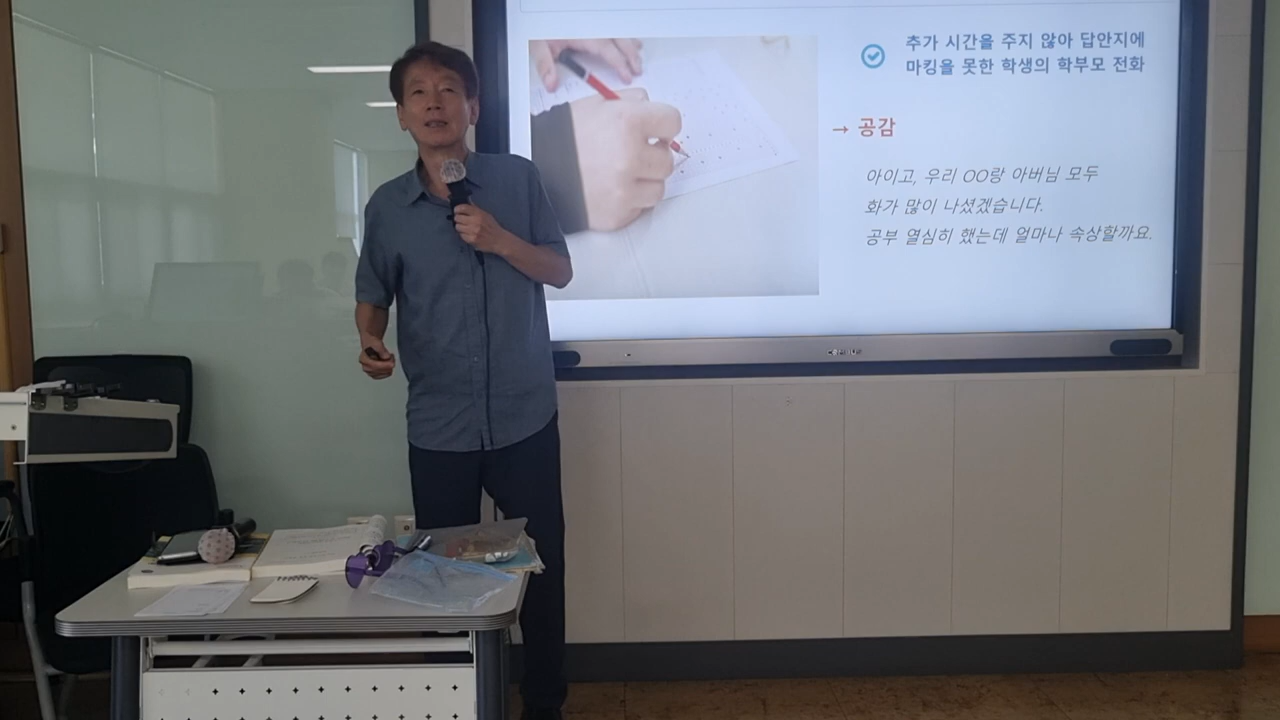 추가 시간을 주지 않아 답안지에
마킹을 못한 학생의 학부모 전화
→ 공감
아이고, 우리 OO랑 아버님 모두
화가 많이 나셨겠습니다.
공부 열심히 했는데 얼마나 속상할까요.